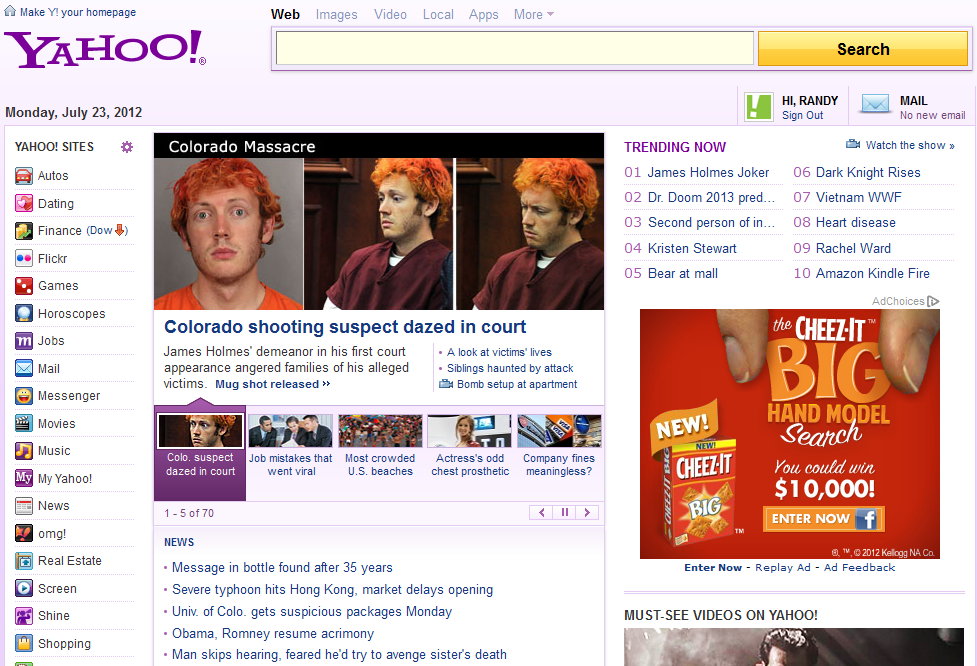 Make Y! your homepage
Web Images Video Local Apps More
YAHOO!®
Search
Monday, July 23, 2012
HI, RANDY
Sign Out
MAIL
No new email
YAHOO! SITES
Autos
Dating
Finance (Dow)
Flickr
Games
Horoscopes
Jobs
Mail
Messenger
Movies
Music
My Yahoo!
News
omg!
Real Estate
Screen
Shine
Shopping
Colorado Massacre
Colorado shooting suspect dazed in court
James Holmes' demeanor in his first court
appearance angered families of his alleged
victims. Mug shot released ››
• A look at victims' lives
• Siblings haunted by attack
Bomb setup at apartment
Colo. suspect
dazed in court
Job mistakes that
went viral
Most crowded
U.S. beaches
Actress's odd
chest prosthetic
Company fines
meaningless?
1 - 5 of 70
NEWS
• Message in bottle found after 35 years
• Severe typhoon hits Hong Kong, market delays opening
• Univ. of Colo. gets suspicious packages Monday
• Obama, Romney resume acrimony
• Man skips hearing, feared he'd try to avenge sister's death
TRENDING NOW
Watch the show »
01 James Holmes Joker
02 Dr. Doom 2013 pred...
03 Second person of in...
04 Kristen Stewart
05 Bear at mall
06 Dark Knight Rises
07 Vietnam WWF
08 Heart disease
09 Rachel Ward
10 Amazon Kindle Fire
AdChoices
the CHEEZ-IT™
BIG
HAND MODEL
Search
NEW!
NEW!
CHEEZ-IT
CHEEZ-IT
BIG
™
You could win
$10,000!
ENTER NOW f
®, ™, © 2012 Kellogg NA Co.
Enter Now - Replay Ad - Ad Feedback
MUST-SEE VIDEOS ON YAHOO!